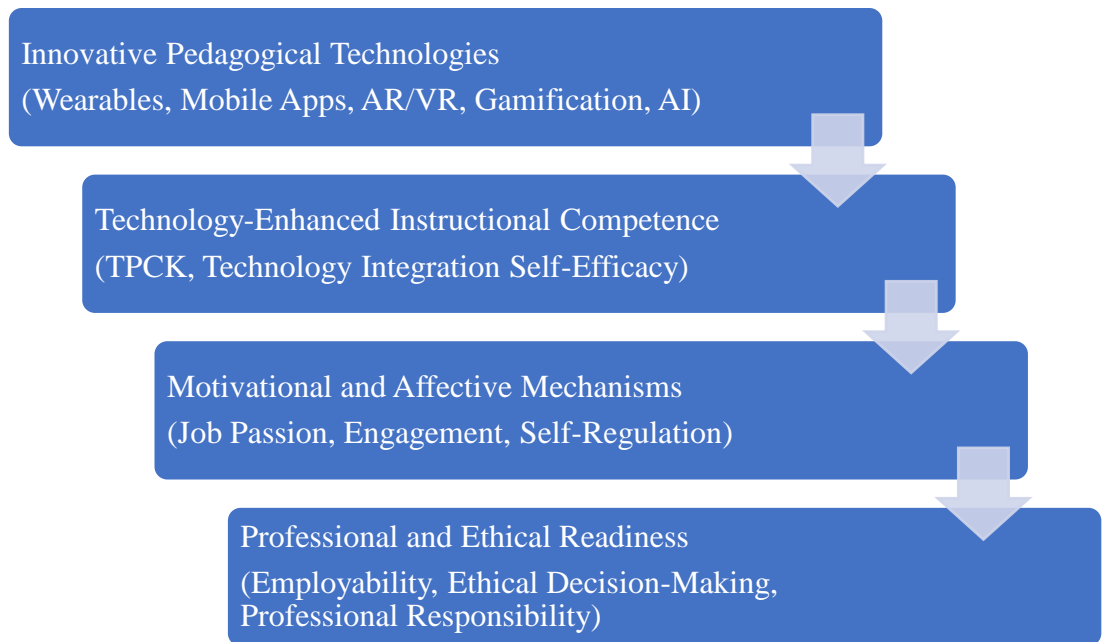 Innovative Pedagogical Technologies
(Wearables, Mobile Apps, AR/VR, Gamification, AI)
Technology-Enhanced Instructional Competence
(TPCK, Technology Integration Self-Efficacy)
Motivational and Affective Mechanisms
(Job Passion, Engagement, Self-Regulation)
Professional and Ethical Readiness
(Employability, Ethical Decision-Making,
Professional Responsibility)